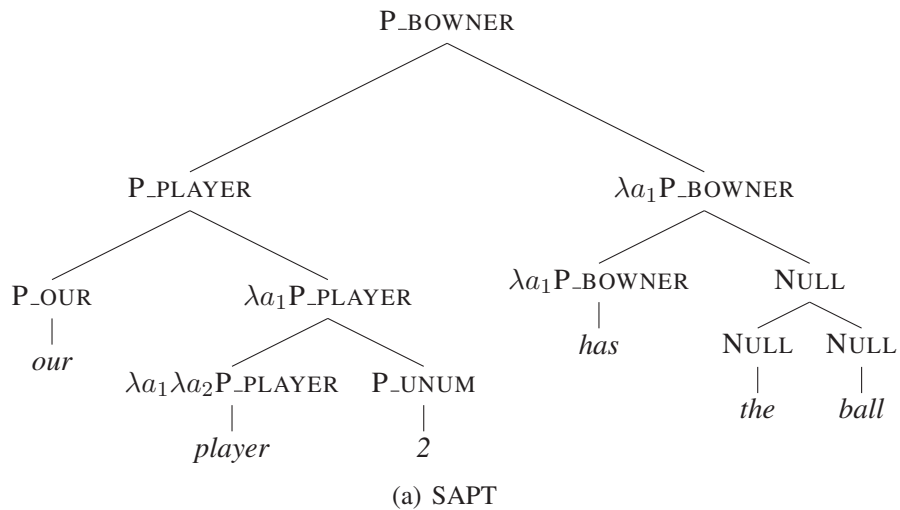 P_BOWNER
P_PLAYER λa₁P_BOWNER
P_OUR λa₁P_PLAYER λa₁P_BOWNER NULL
our λa₁λa₂P_PLAYER P_UNUM has NULL NULL
player 2 the ball
(a) SAPT